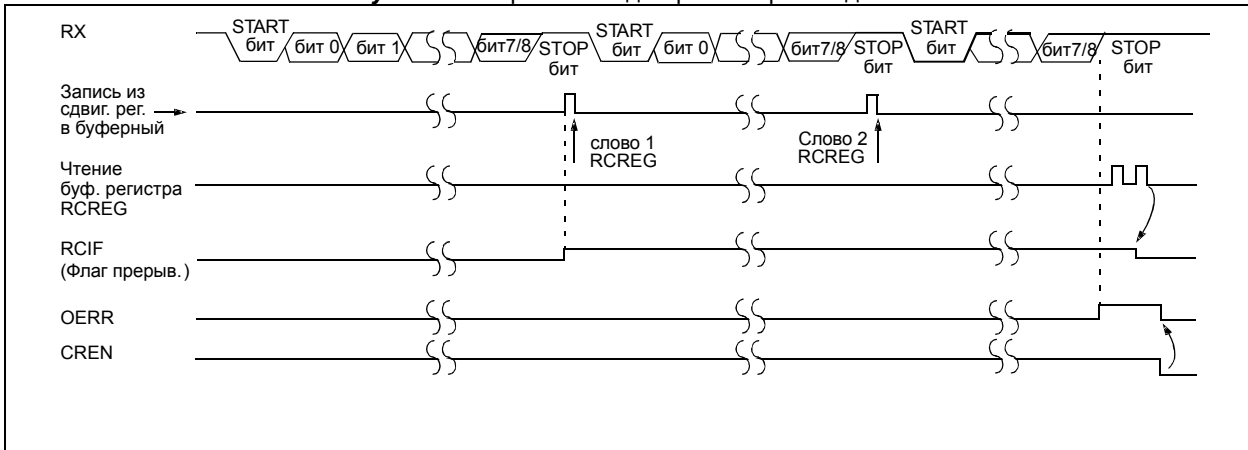 RX
START
бит
бит 0
бит 1
бит7/8
STOP
бит
START
бит
бит 0
бит7/8
STOP
бит
START
бит
бит7/8
STOP
бит
Запись из
сдвиг. рег.
в буферный
слово 1
RCREG
Слово 2
RCREG
Чтение
буф. регистра
RCREG
RCIF
(Флаг прерыв.)
OERR
CREN